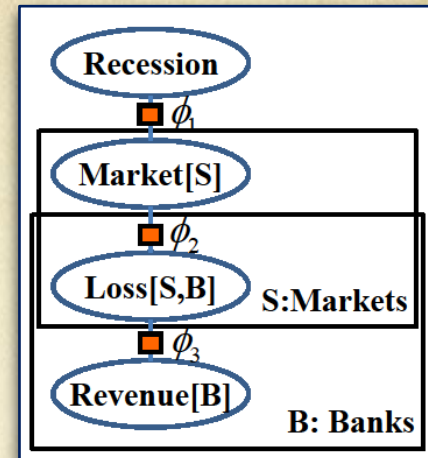 Recession
ϕ1
Market[S]
ϕ2
Loss[S,B]
S:Markets
ϕ3
Revenue[B]
B: Banks